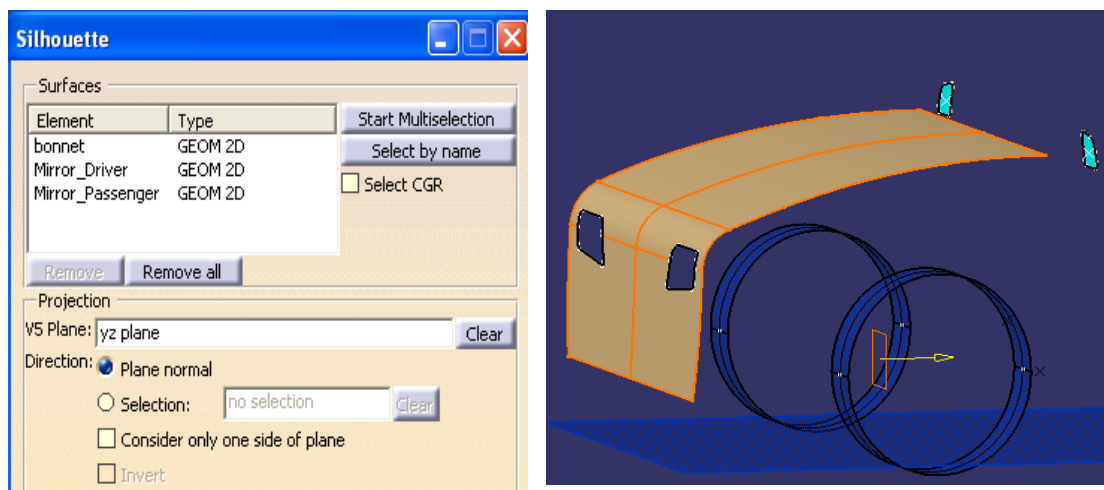 Silhouette
Surfaces
Element Type
bonnet GEOM 2D
Mirror_Driver GEOM 2D
Mirror_Passenger GEOM 2D
Start Multiselection
Select by name
Select CGR
Remove Remove all
Projection
V5 Plane: yz plane Clear
Direction: Plane normal
Selection: no selection Clear
Consider only one side of plane
Invert